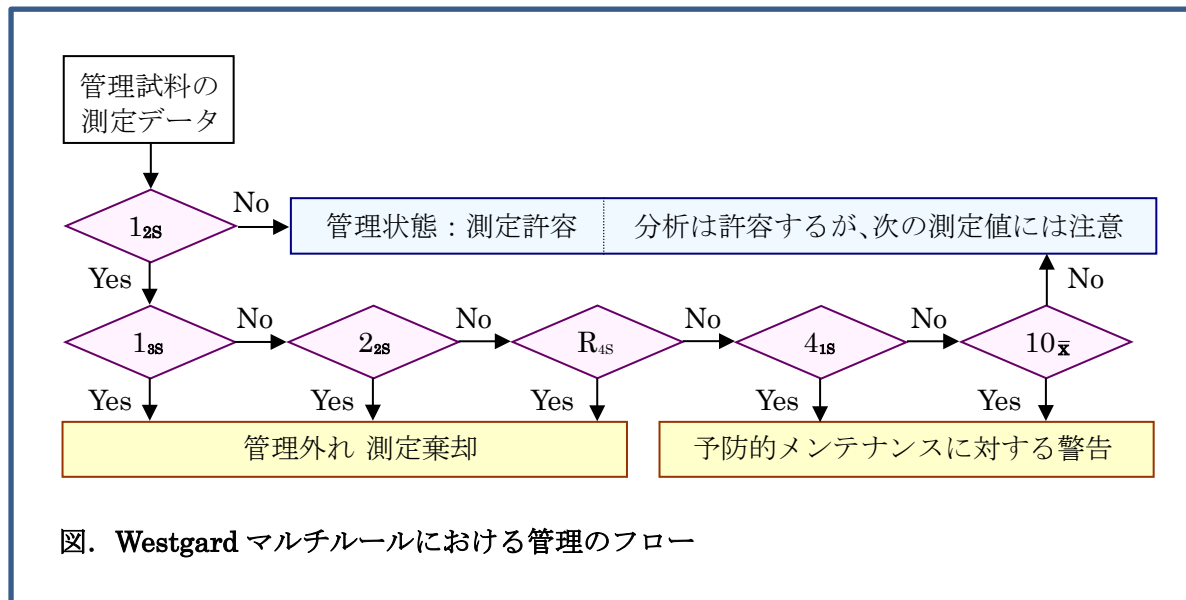 管理試料の
測定データ
1₂ₛ
No
管理状態：測定許容
分析は許容するが、次の測定値には注意
Yes
No
1₃ₛ
No
2₂ₛ
No
R₄ₛ
No
4₁ₛ
No
10x̄
Yes
Yes
Yes
Yes
Yes
管理外れ 測定棄却
予防的メンテナンスに対する警告
図. Westgard マルチルールにおける管理のフロー